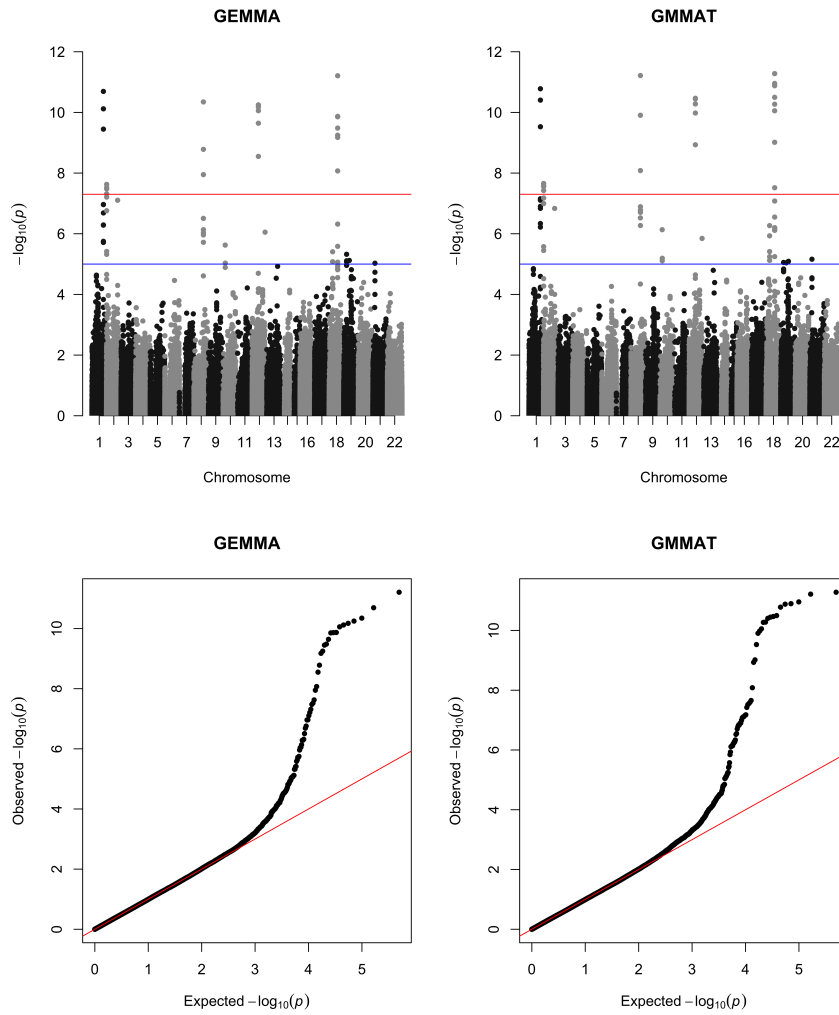 GEMMA
GMMAT
12
10
8
6
4
2
0
−log10(p)
1 3 5 7 9 11 13 16 18 20 22
Chromosome
12
10
8
6
4
2
0
−log10(p)
1 3 5 7 9 11 13 16 18 20 22
Chromosome
GEMMA
GMMAT
10
8
6
4
2
0
Observed −log10(p)
0 1 2 3 4 5
Expected −log10(p)
10
8
6
4
2
0
Observed −log10(p)
0 1 2 3 4 5
Expected −log10(p)